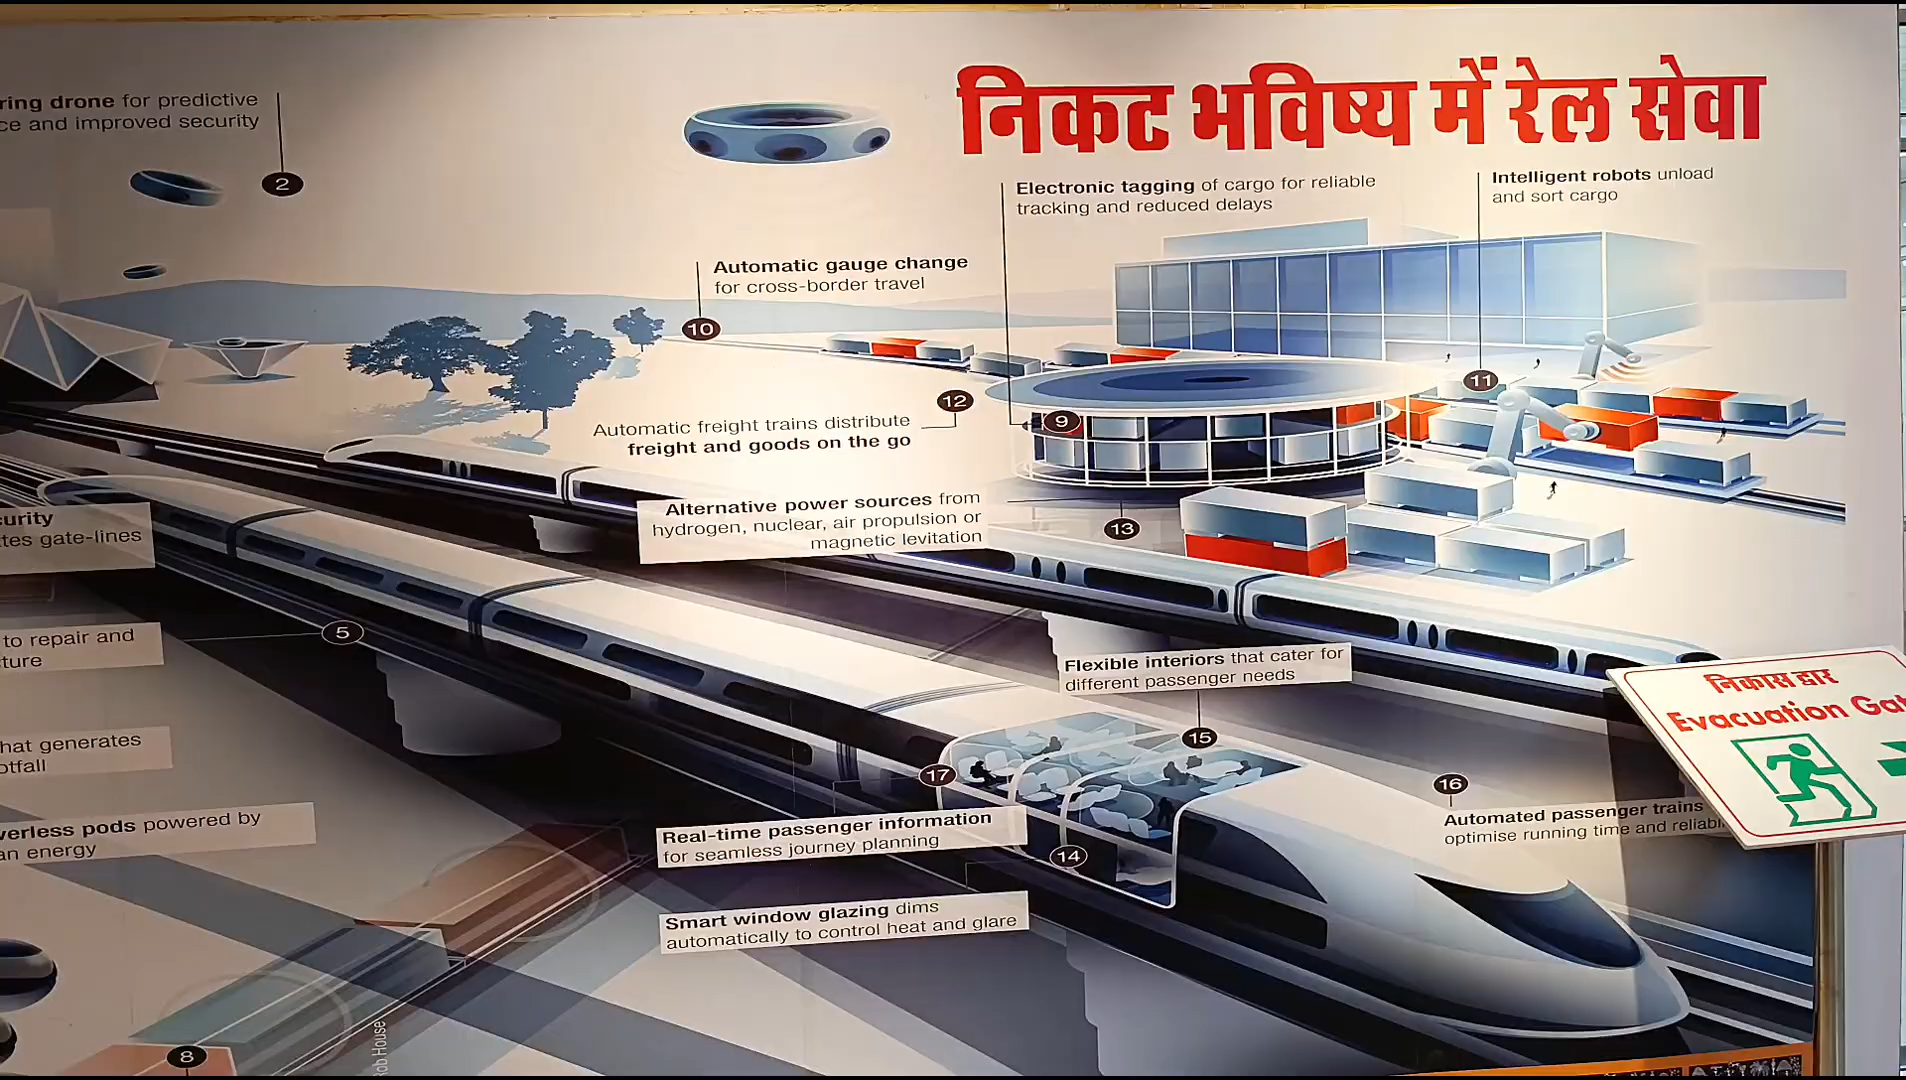 निकट भविष्य में रेल सेवा
ring drone for predictive
ce and improved security
2
Electronic tagging of cargo for reliable
tracking and reduced delays
Intelligent robots unload
and sort cargo
Automatic gauge change
for cross-border travel
10
11
12
9
Automatic freight trains distribute
freight and goods on the go
Alternative power sources from
hydrogen, nuclear, air propulsion or
magnetic levitation
13
curity
tes gate-lines
to repair and
ture
5
Flexible interiors that cater for
different passenger needs
निकास द्वार
Evacuation Gat
hat generates
otfall
15
17
16
Automated passenger trains
optimise running time and reliabi
verless pods powered by
an energy
Real-time passenger information
for seamless journey planning
14
Smart window glazing dims
automatically to control heat and glare
8
Rob House